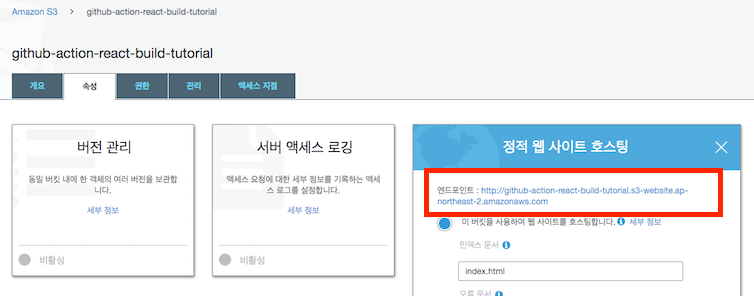 Amazon S3 > github-action-react-build-tutorial
github-action-react-build-tutorial
개요 속성 권한 관리 액세스 지점
버전 관리
동일 버킷 내에 한 객체의 여러 버전을 보관합
니다.
세부 정보
비활성
서버 액세스 로깅
액세스 요청에 대한 세부 정보를 기록하는 액세
스 로그를 설정합니다.
세부 정보
비활성
정적 웹 사이트 호스팅
엔드포인트 : http://github-action-react-build-tutorial.s3-website.ap-
northeast-2.amazonaws.com
이 버킷을 사용하여 웹 사이트를 호스팅합니다. 세부 정보
인덱스 문서
index.html
오류 문서